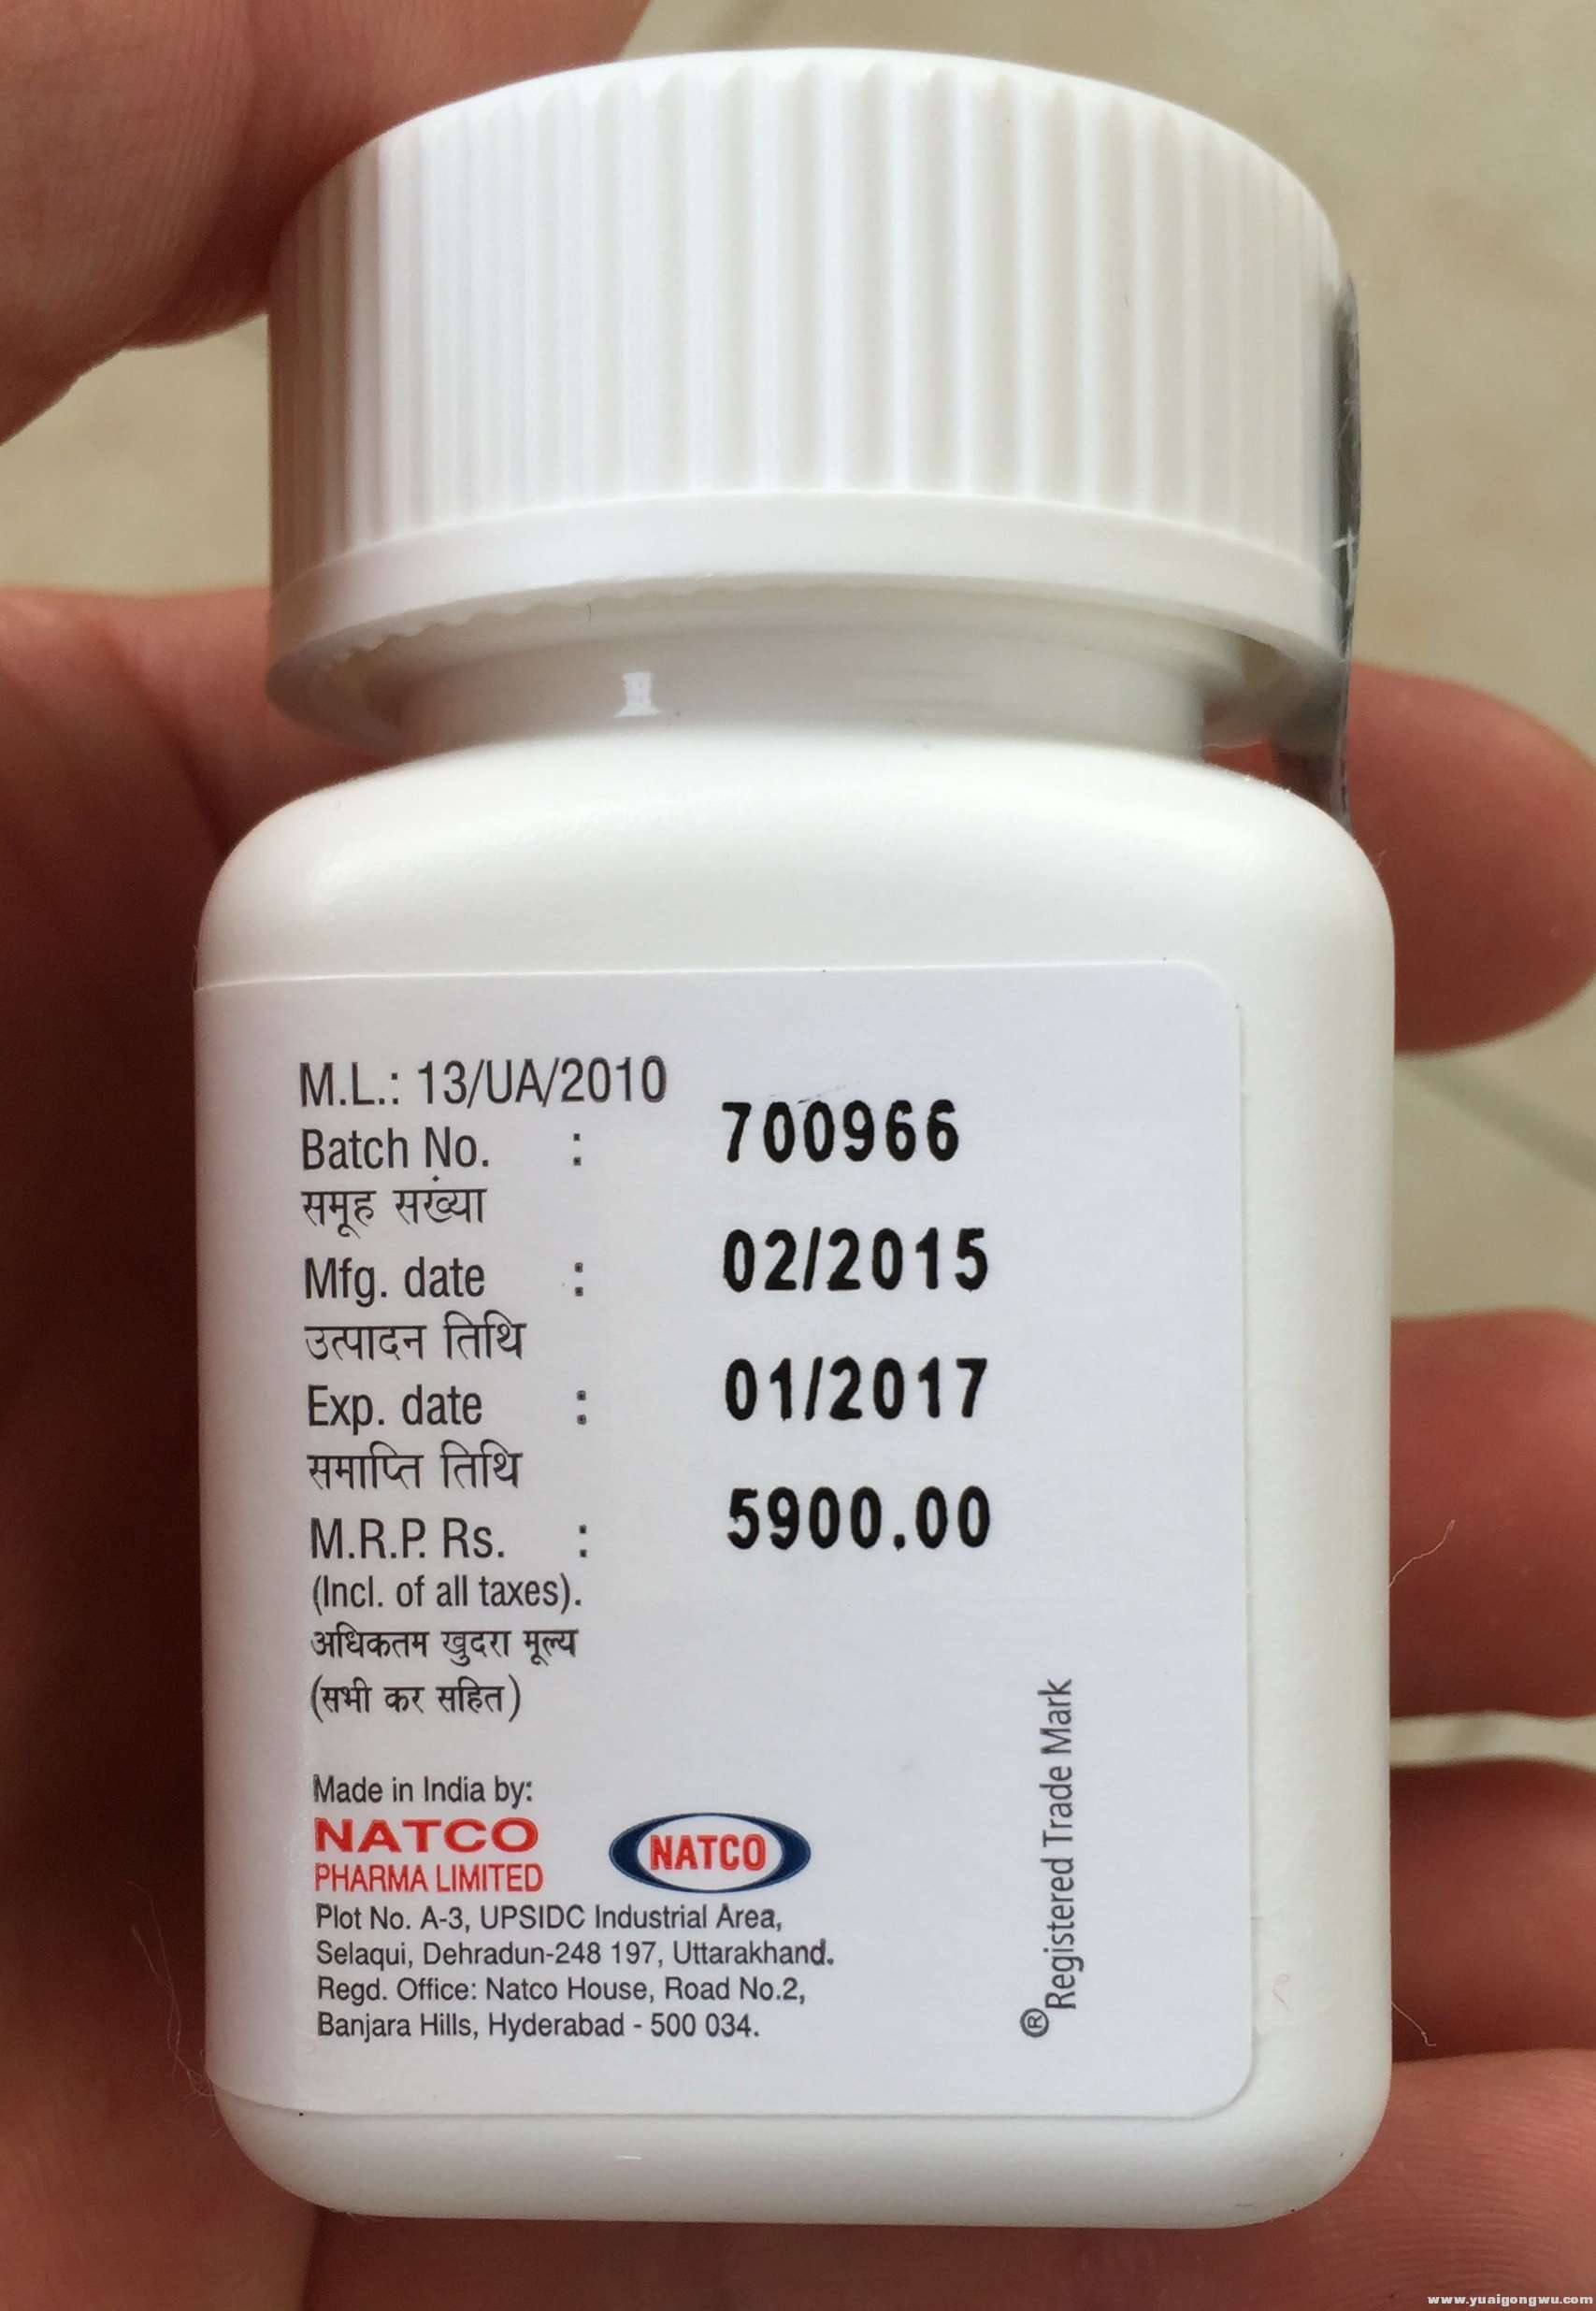 M.L.: 13/UA/2010
Batch No. : 700966
समूह सख्ंया
Mfg. date : 02/2015
उत्पादन तिथि
Exp. date : 01/2017
समाप्ति तिथि
M.R.P. Rs. : 5900.00
(Incl. of all taxes).
अधिकतम खुदरा मूल्य
(सभी कर सहित)
Made in India by:
NATCO
PHARMA LIMITED
NATCO
Plot No. A-3, UPSIDC Industrial Area,
Selaqui, Dehradun-248 197, Uttarakhand.
Regd. Office: Natco House, Road No.2,
Banjara Hills, Hyderabad - 500 034.
®Registered Trade Mark
www.yuaigongwu.com